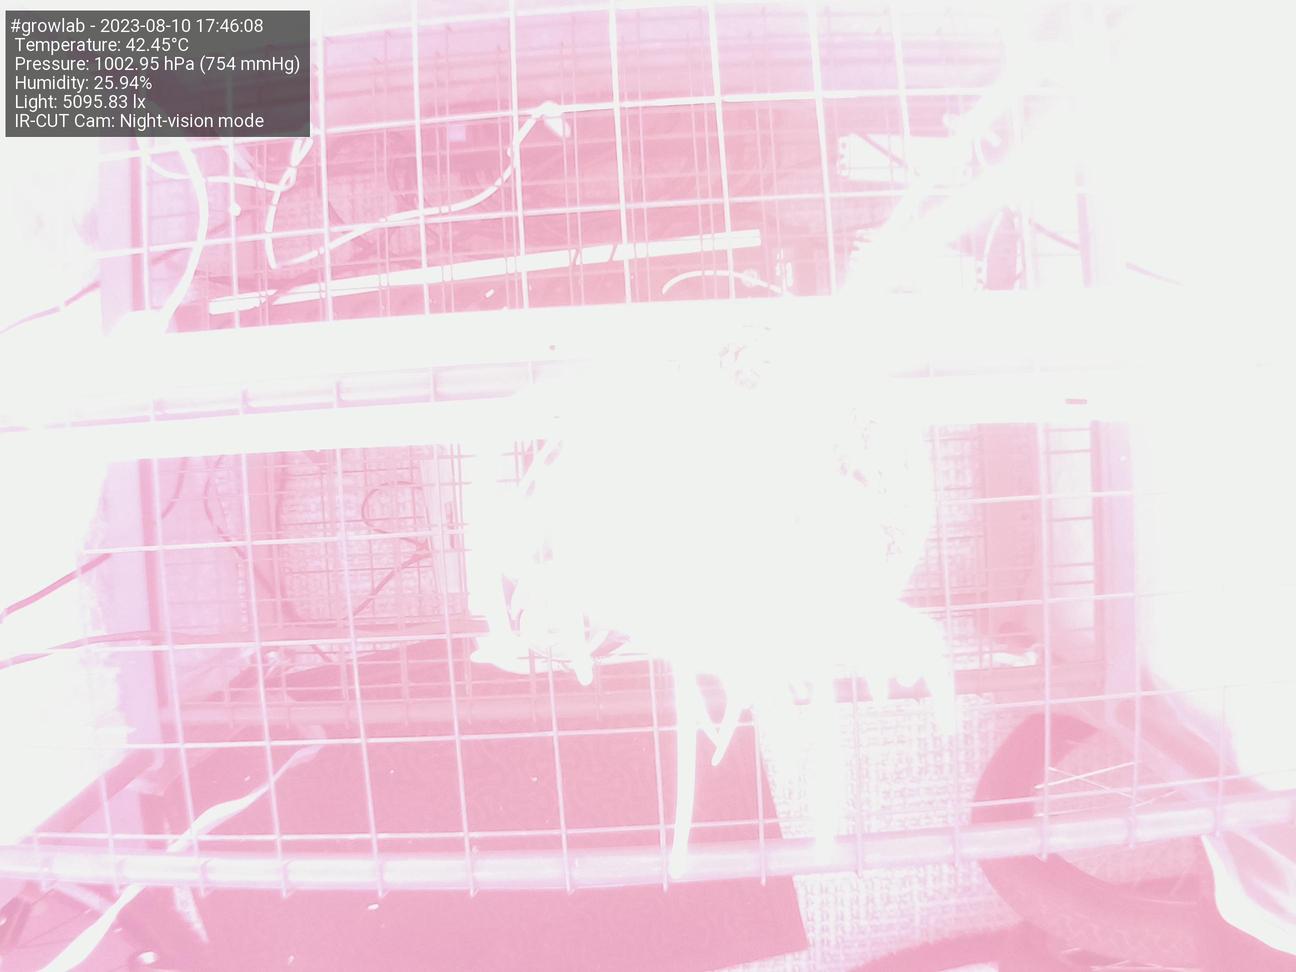 #growlab - 2023-08-10 17:46:08
Temperature: 42.45°C
Pressure: 1002.95 hPa (754 mmHg)
Humidity: 25.94%
Light: 5095.83 lx
IR-CUT Cam: Night-vision mode